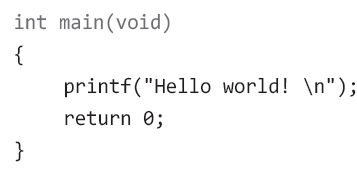 int main(void)
{
    printf("Hello world! \n");
    return 0;
}